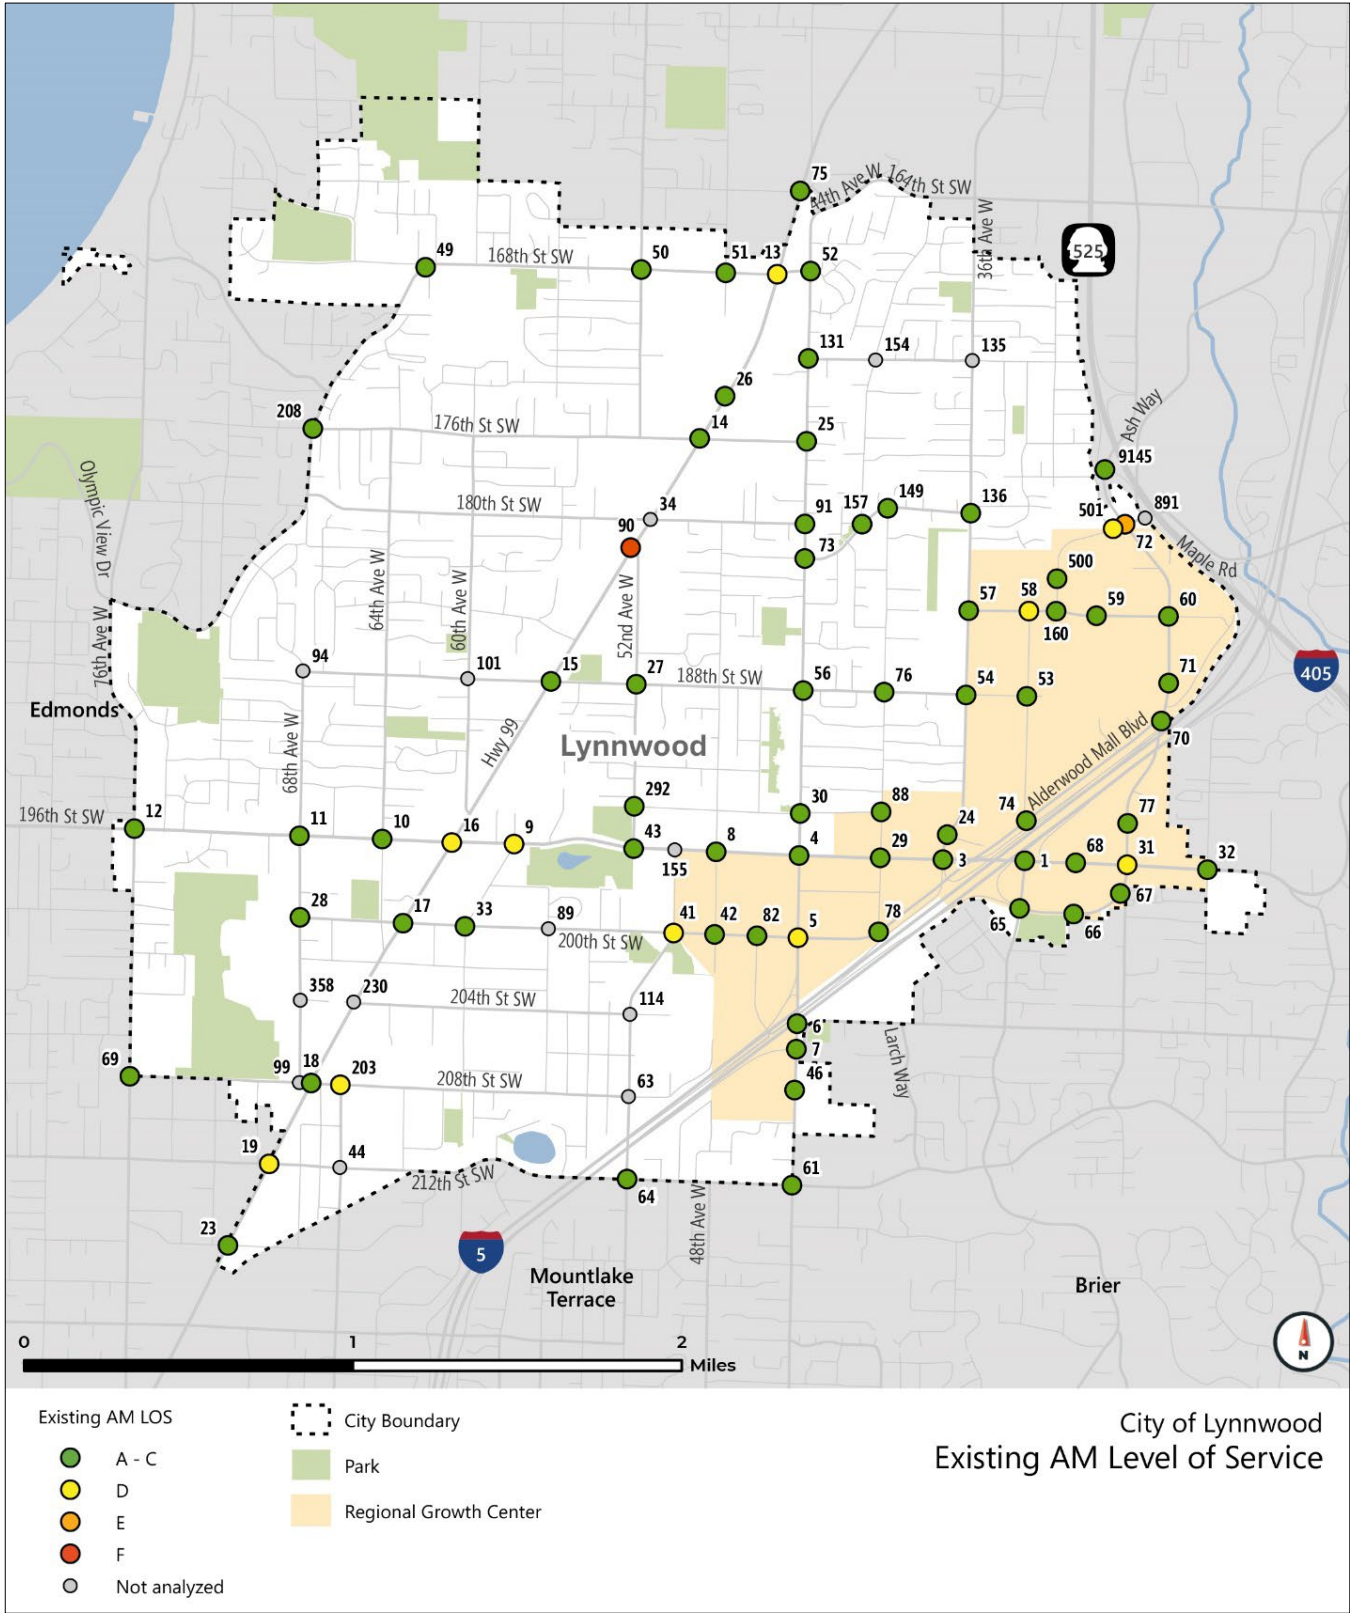 75
44th Ave W
164th St SW
49
168th St SW
50
51
13
52
36th Ave W
525
131
154
135
26
208
176th St SW
14
25
Ash Way
9145
Olympic View Dr
180th St SW
34
91
157
149
136
501
891
90
73
72
Maple Rd
64th Ave W
60th Ave W
52nd Ave W
500
57
58
59
60
160
76th Ave W
94
101
15
27
188th St SW
56
76
54
53
71
405
Edmonds
68th Ave W
Hwy 99
Lynnwood
Alderwood Mall Blvd
70
196th St SW
12
11
10
16
9
292
43
155
8
30
4
88
29
24
3
74
1
68
77
31
32
28
17
33
89
200th St SW
41
42
82
5
78
65
66
67
358
230
204th St SW
114
6
7
Larch Way
69
99
18
203
208th St SW
63
46
19
44
212th St SW
64
48th Ave W
61
23
5
Mountlake
Terrace
Brier
0
1
2
Miles
N
Existing AM LOS
A - C
D
E
F
Not analyzed
City Boundary
Park
Regional Growth Center
City of Lynnwood
Existing AM Level of Service